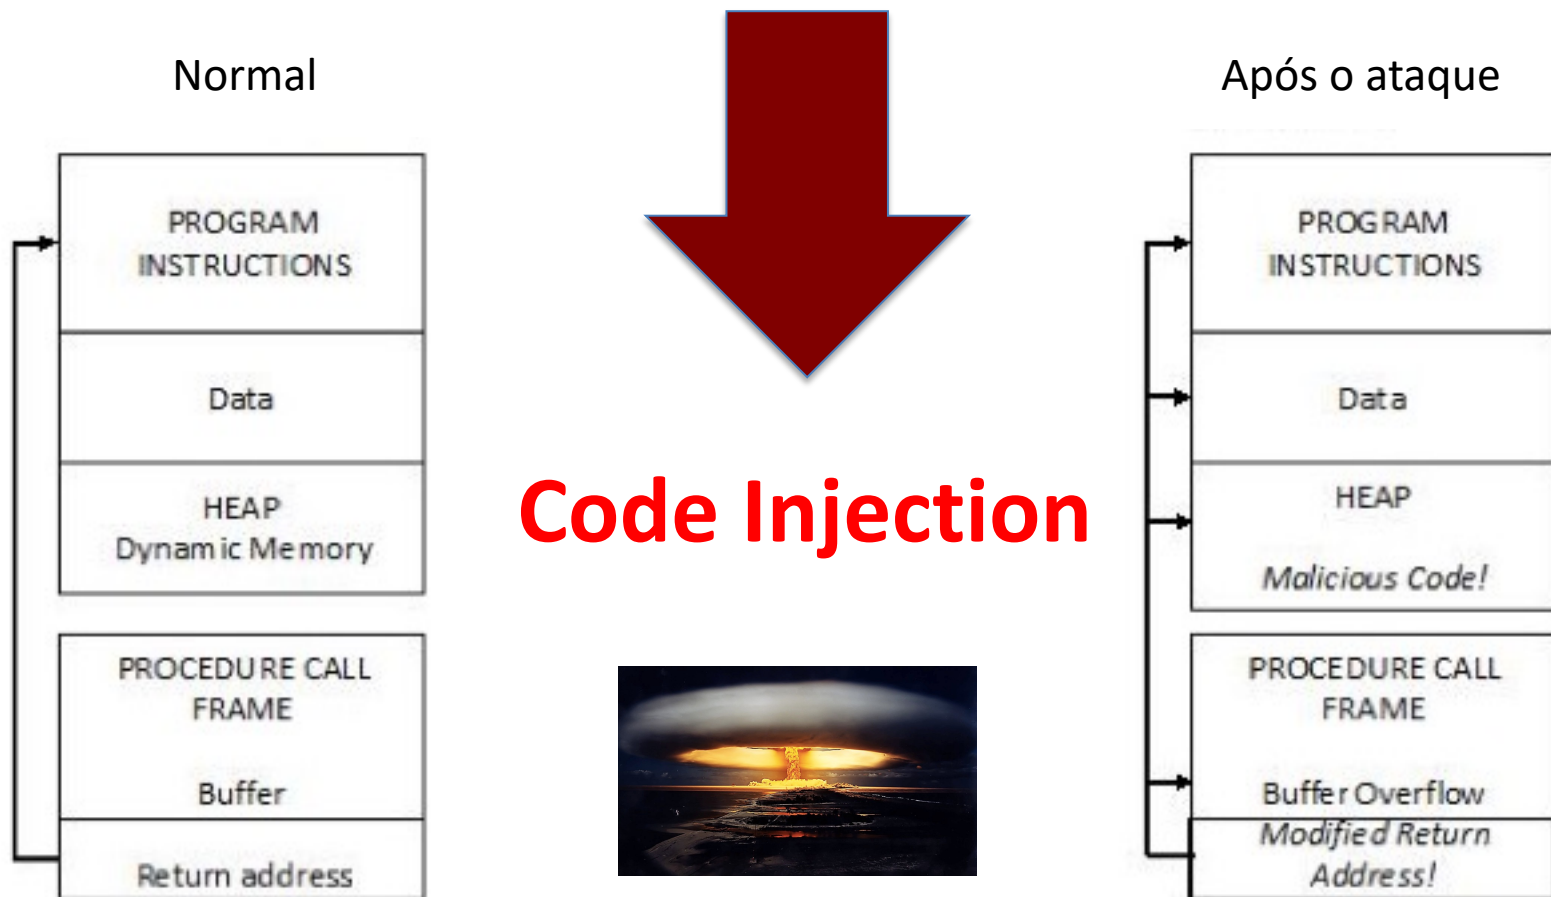 Normal
PROGRAM
INSTRUCTIONS
Data
HEAP
Dynamic Memory
PROCEDURE CALL
FRAME
Buffer
Return address
Code Injection
Após o ataque
PROGRAM
INSTRUCTIONS
Data
HEAP
Malicious Code!
PROCEDURE CALL
FRAME
Buffer Overflow
Modified Return
Address!